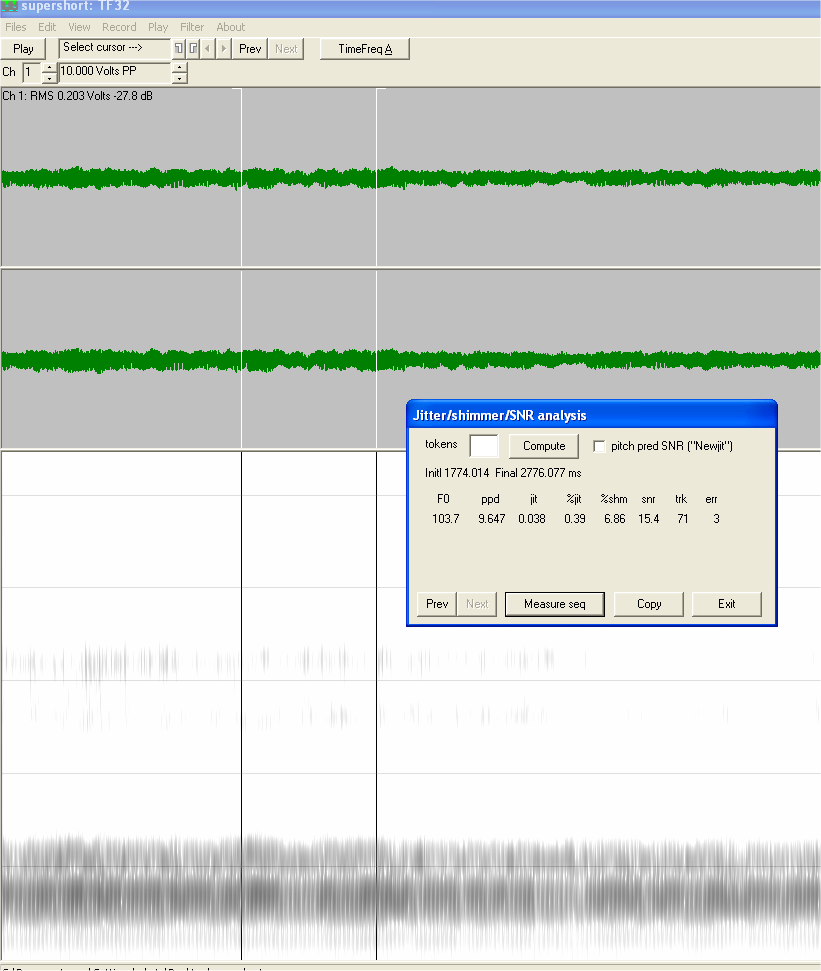 supershort: TF32
Files Edit View Record Play Filter About
Play Select cursor ---> Prev Next TimeFreq A
Ch 1 10.000 Volts PP
Ch 1: RMS 0.203 Volts -27.8 dB
Jitter/shimmer/SNR analysis
tokens Compute pitch pred SNR ("Newjit")
Initl 1774.014 Final 2776.077 ms
F0 ppd jit %jit %shm snr trk err
103.7 9.647 0.038 0.39 6.86 15.4 71 3
Prev Next Measure seq Copy Exit